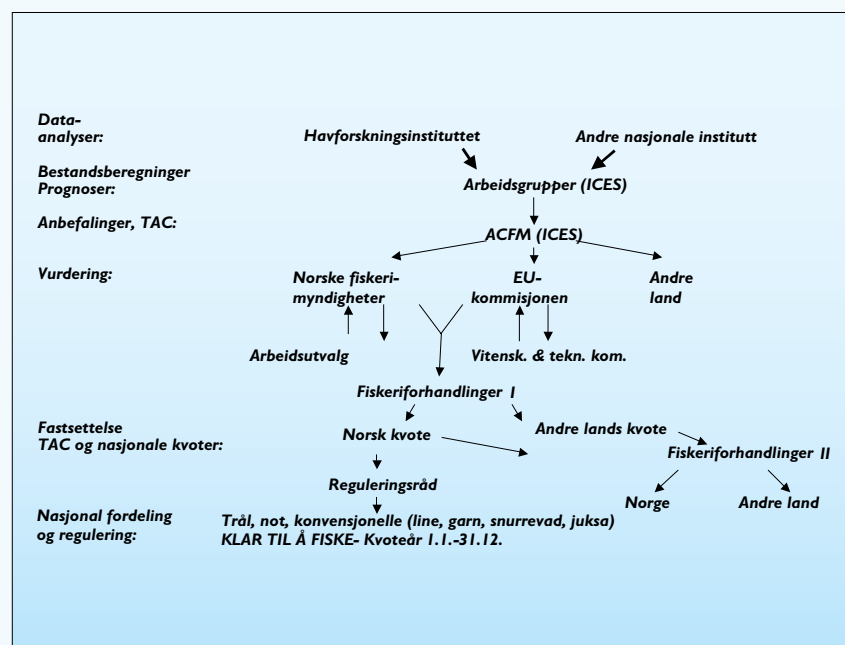 Data-
analyser:
Havforskningsinstituttet
Andre nasjonale institutt
Bestandsberegninger
Prognoser:
Arbeidsgrupper (ICES)
Anbefalinger, TAC:
ACFM (ICES)
Vurdering:
Norske fiskeri-
myndigheter
EU-
kommisjonen
Andre
land
Arbeidsutvalg
Vitensk. & tekn. kom.
Fiskeriforhandlinger I
Fastsettelse
TAC og nasjonale kvoter:
Norsk kvote
Andre lands kvote
Fiskeriforhandlinger II
Reguleringsråd
Norge
Andre land
Nasjonal fordeling
og regulering:
Trål, not, konvensjonelle (line, garn, snurrevad, juksa)
KLAR TIL Å FISKE- Kvoteår 1.1.-31.12.